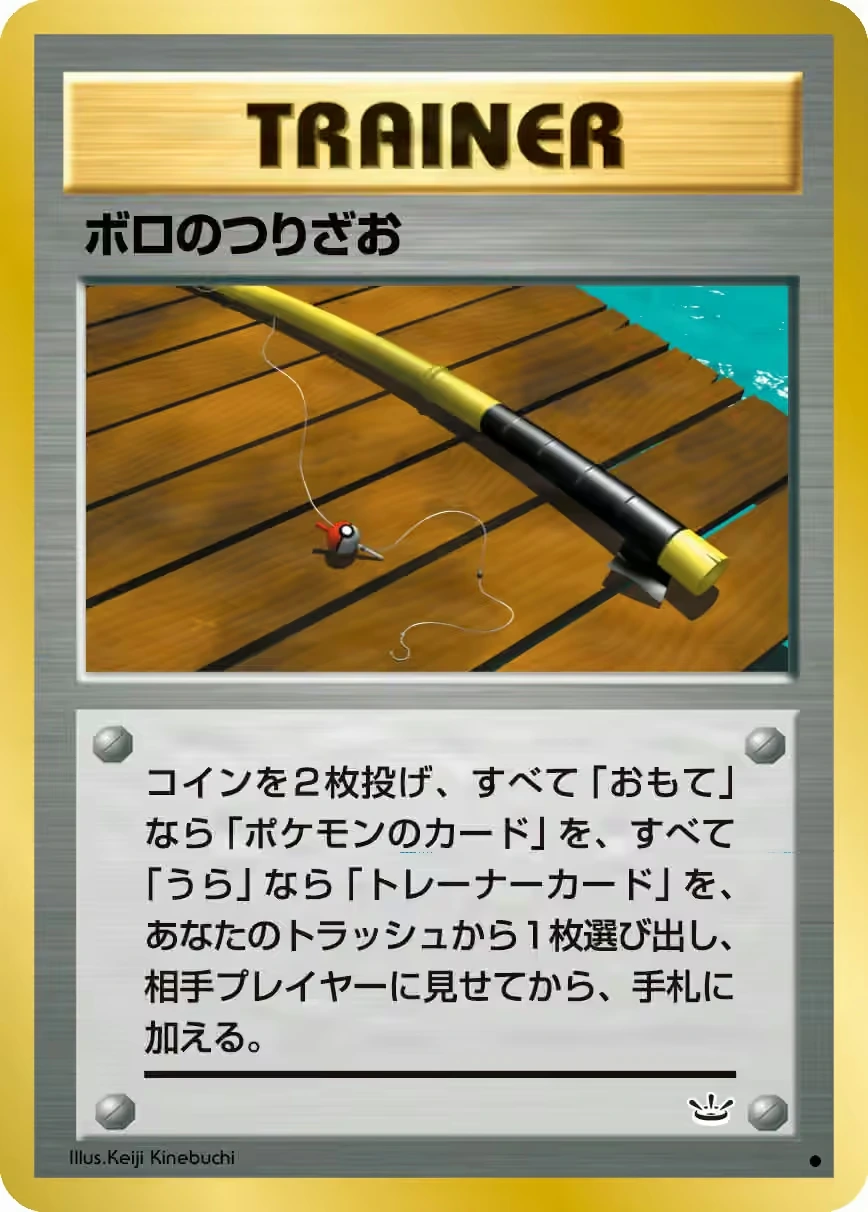 TRAINER
ボロのつりざお
コインを2枚投げ、すべて「おもて」
なら「ポケモンのカード」を、すべて
「うら」なら「トレーナーカード」を、
あなたのトラッシュから1枚選び出し、
相手プレイヤーに見せてから、手札に
加える。
Illus.Keiji Kinebuchi